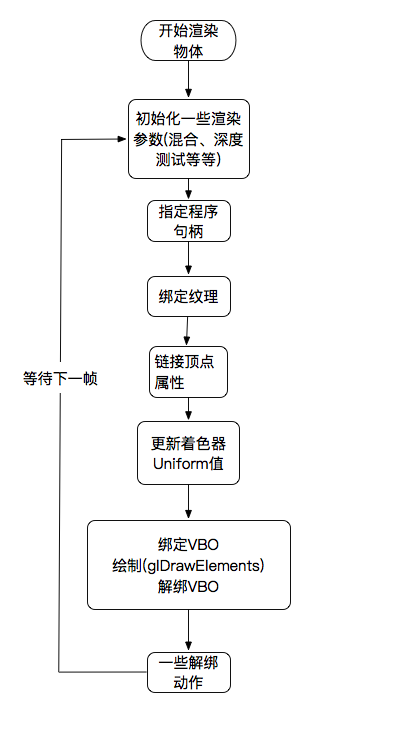 开始渲染
物体
初始化一些渲染
参数(混合、深度
测试等等)
指定程序
句柄
绑定纹理
链接顶点
属性
等待下一帧
更新着色器
Uniform值
绑定VBO
绘制(glDrawElements)
解绑VBO
一些解绑
动作